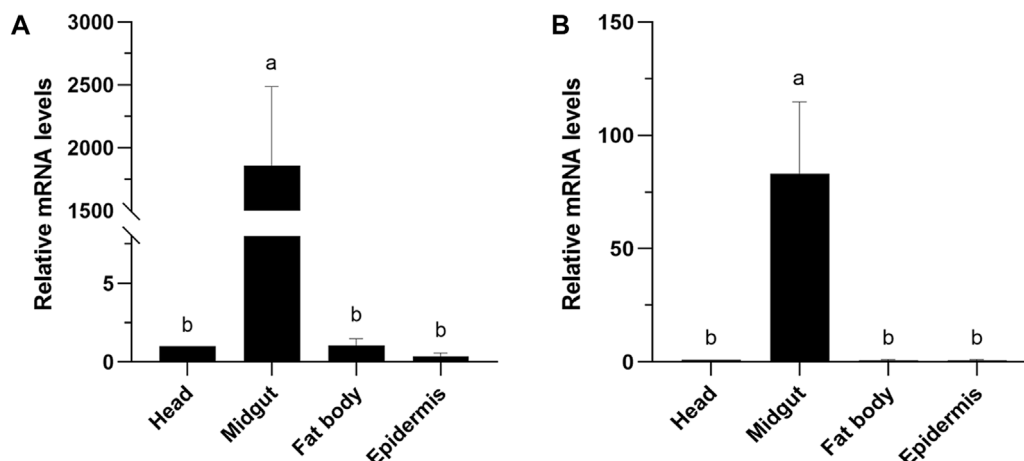 A
Relative mRNA levels
3000
2500
2000
1500
5
0
a
b
b
b
Head
Midgut
Fat body
Epidermis
B
Relative mRNA levels
150
100
50
0
a
b
b
b
Head
Midgut
Fat body
Epidermis